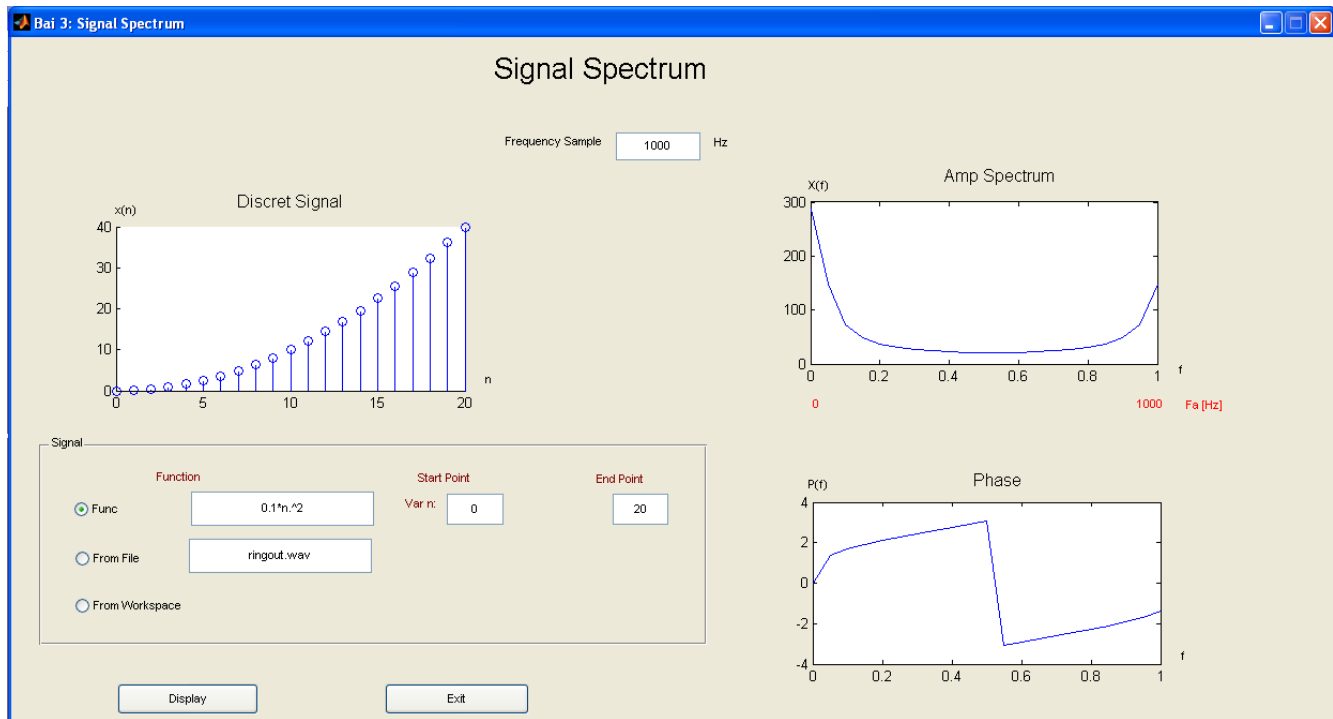 Bai 3: Signal Spectrum
Signal Spectrum
Frequency Sample 1000 Hz
Discret Signal
x(n)
40
30
20
10
0
0 5 10 15 20
n
Amp Spectrum
X(f)
300
200
100
0
0 0.2 0.4 0.6 0.8 1
f
0 1000 Fa [Hz]
Signal
Function Start Point End Point
Func 0.1*n.^2 Var n: 0 20
From File ringout.wav
From Workspace
Phase
P(f)
4
2
0
-2
-4
0 0.2 0.4 0.6 0.8 1
f
Display Exit